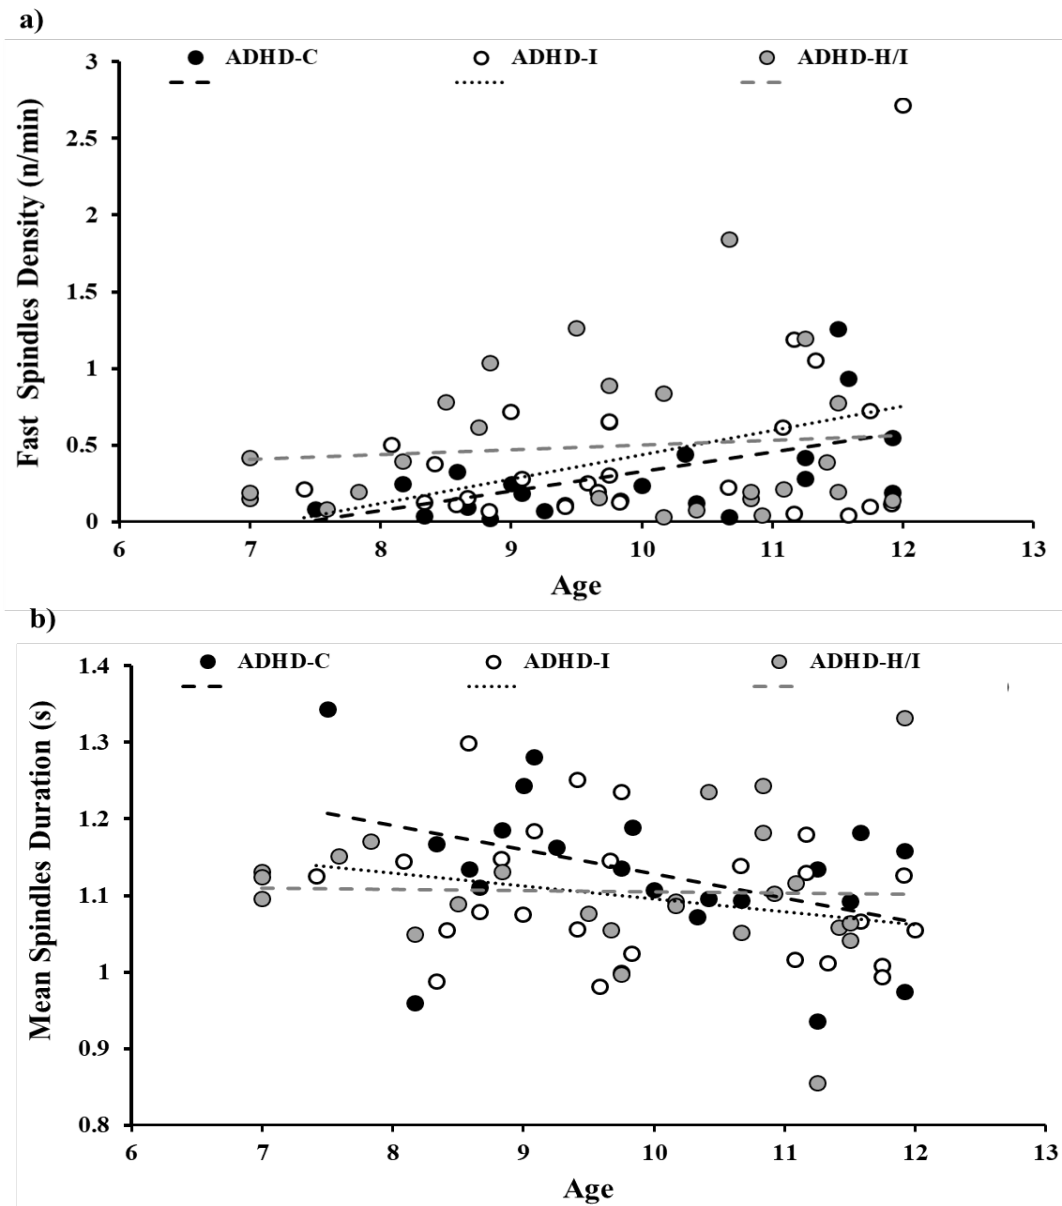 a)
ADHD-C ADHD-I ADHD-H/I
3
2.5
2
1.5
1
0.5
0
Fast Spindles Density (n/min)
6 7 8 9 10 11 12 13
Age
b)
ADHD-C ADHD-I ADHD-H/I
1.4
1.3
1.2
1.1
1
0.9
0.8
Mean Spindles Duration (s)
6 7 8 9 10 11 12 13
Age